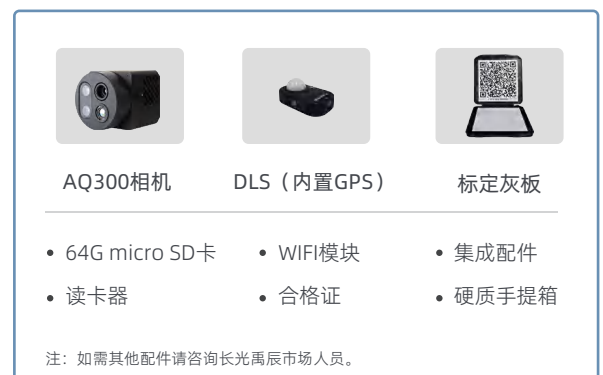 AQ300相机 DLS（内置GPS） 标定灰板
• 64G micro SD卡 • WIFI模块 • 集成配件
• 读卡器 • 合格证 • 硬质手提箱
注：如需其他配件请咨询长光禹辰市场人员。